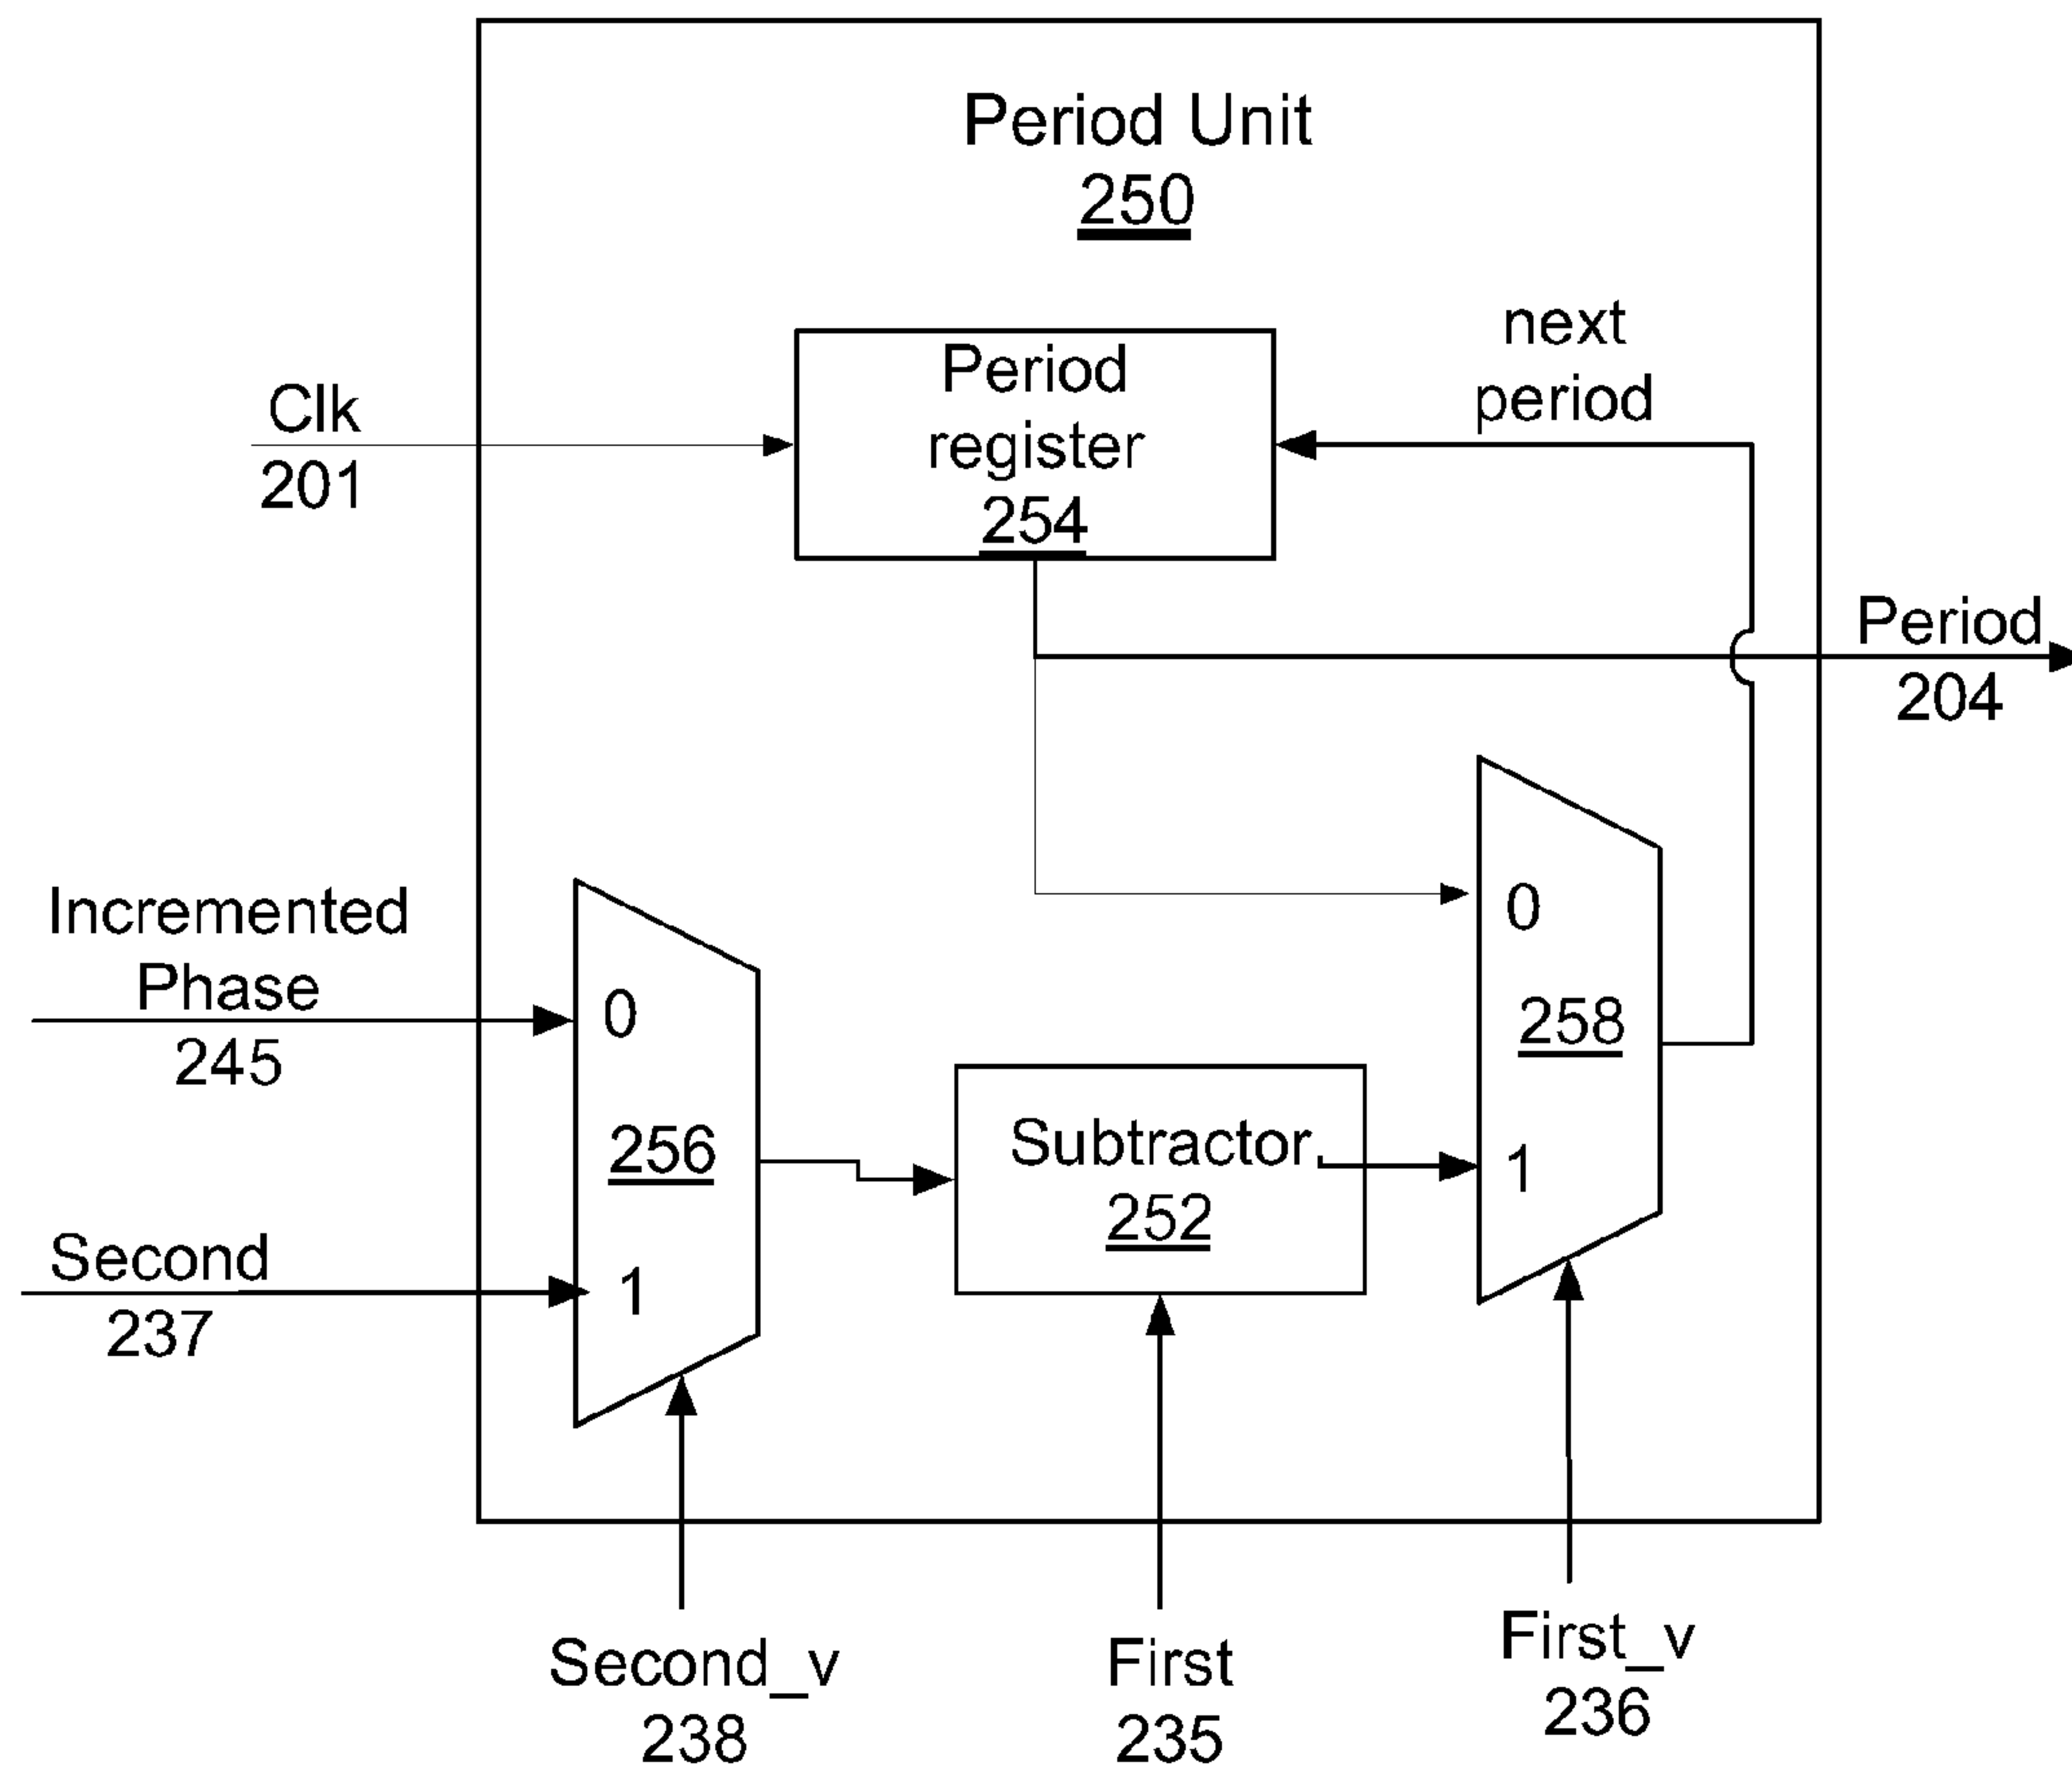 Period Unit
250
next
period
Period
register
254
Clk
201
Period
204
Incremented
Phase
245
0
0
258
256
Subtractor
252
1
Second
237
1
Second_v
238
First
235
First_v
236